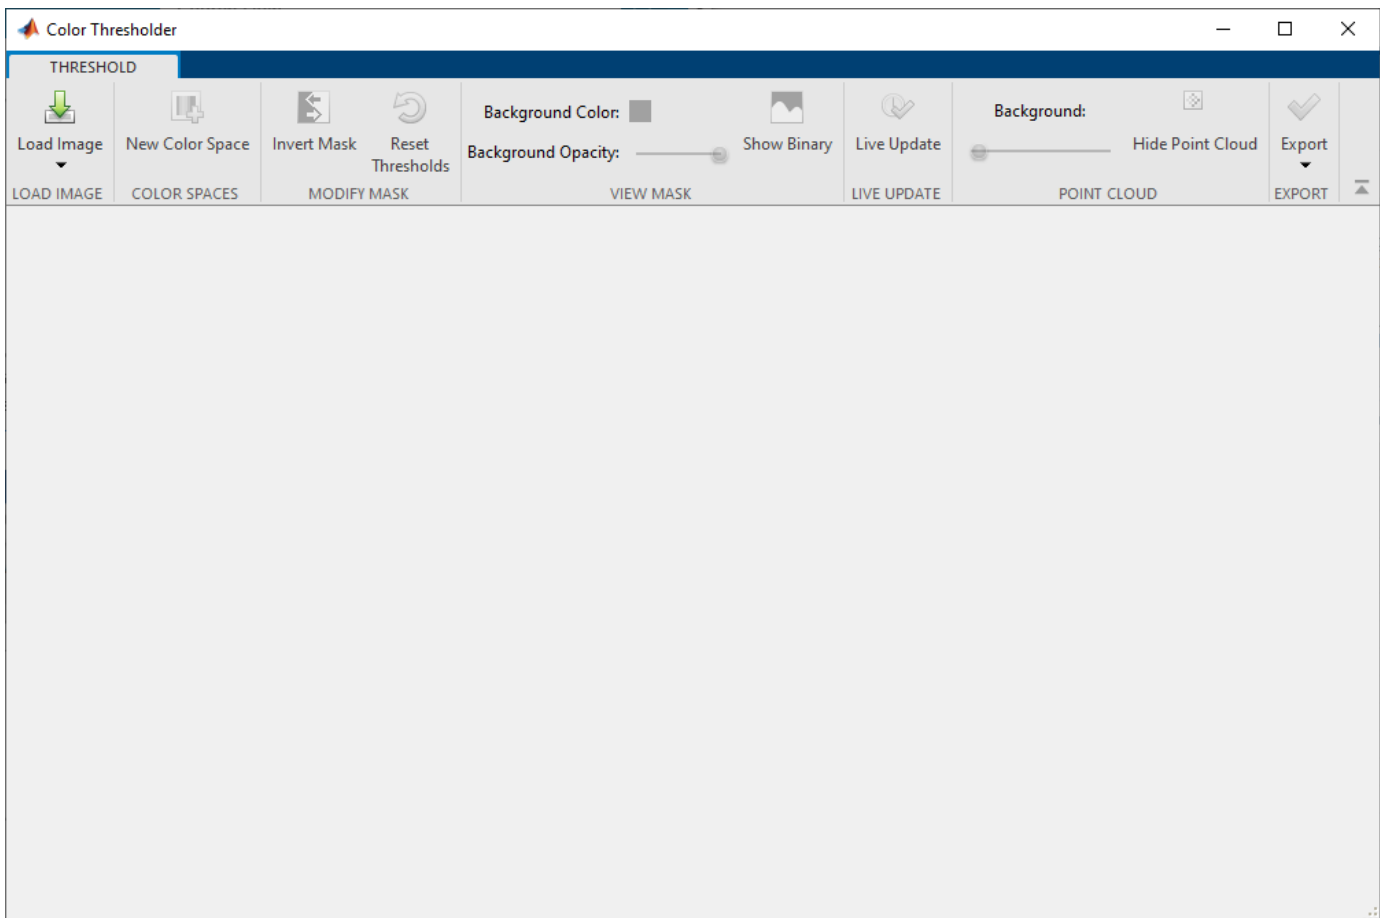 Color Thresholder
THRESHOLD
Load Image
New Color Space
Invert Mask
Reset
Thresholds
Background Color:
Background Opacity:
Show Binary
Live Update
Background:
Hide Point Cloud
Export
LOAD IMAGE
COLOR SPACES
MODIFY MASK
VIEW MASK
LIVE UPDATE
POINT CLOUD
EXPORT